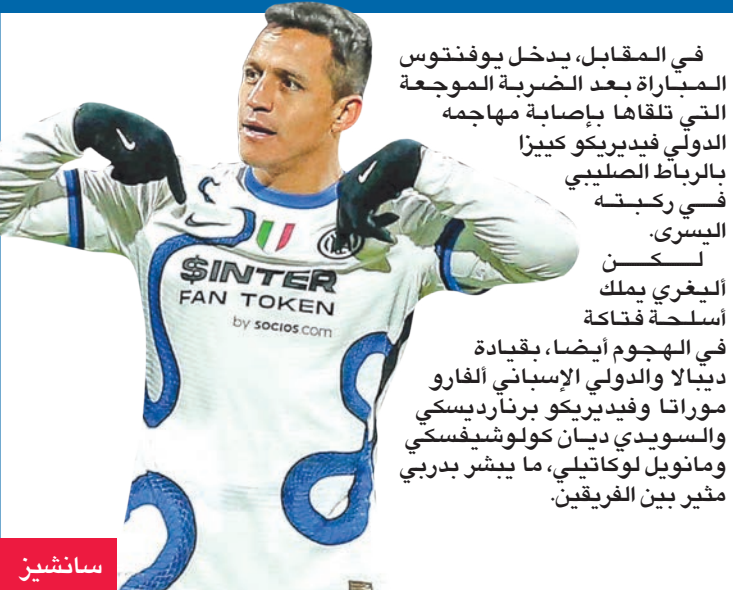 في المقابل، يدخل يوفنتوس
المباراة بعد الضربة الموجعة
التي تلقاها بإصابة مهاجمه
الدولي فيديريكو كييزا
بالرباط الصليبي
في ركبته
اليسرى.
لكن
أليغري يملك
أسلحة فتاكة
في الهجوم أيضا، بقيادة
ديبالا والدولي الإسباني ألفارو
موراتا وفيديريكو برنارديسكي
والسويدي ديان كولوشيفسكي
ومانويل لوكاتيلي، ما يبشر بدربي
مثير بين الفريقين.
$INTER
FAN TOKEN
by socios.com
سانشيز